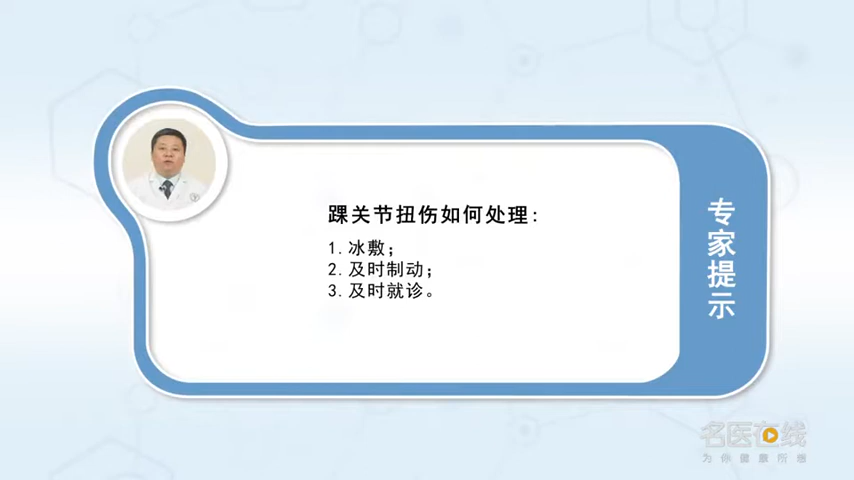 踝关节扭伤如何处理:
1.冰敷;
2.及时制动;
3.及时就诊。
专家提示
名医在线
为你健康所想